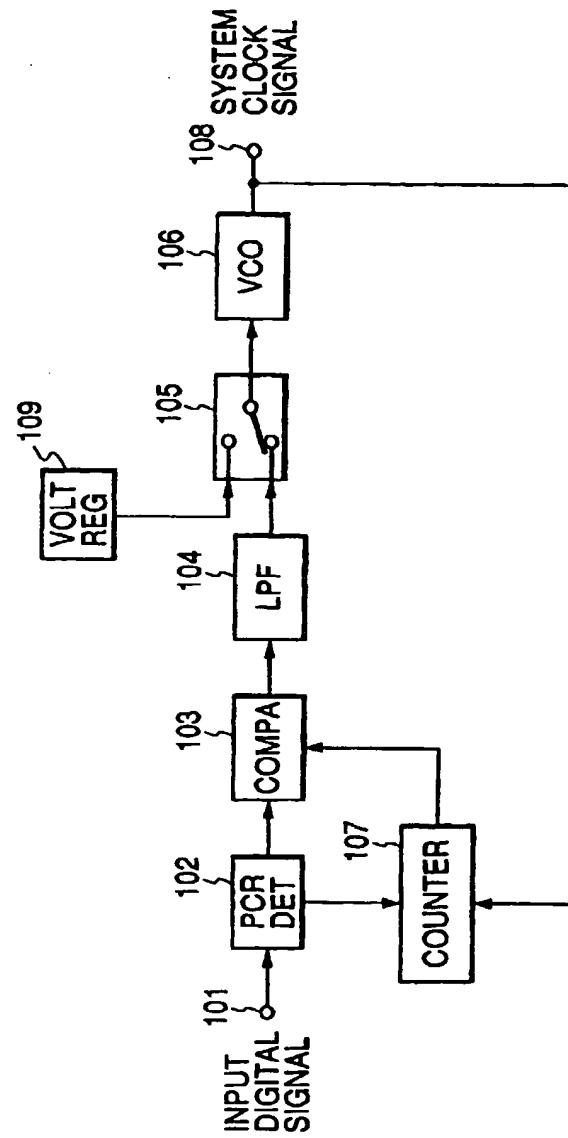 109
VOLT
REG
101
INPUT
DIGITAL
SIGNAL
102
PCR
DET
103
COMPA
104
LPF
105
106
VCO
108
SYSTEM
CLOCK
SIGNAL
107
COUNTER